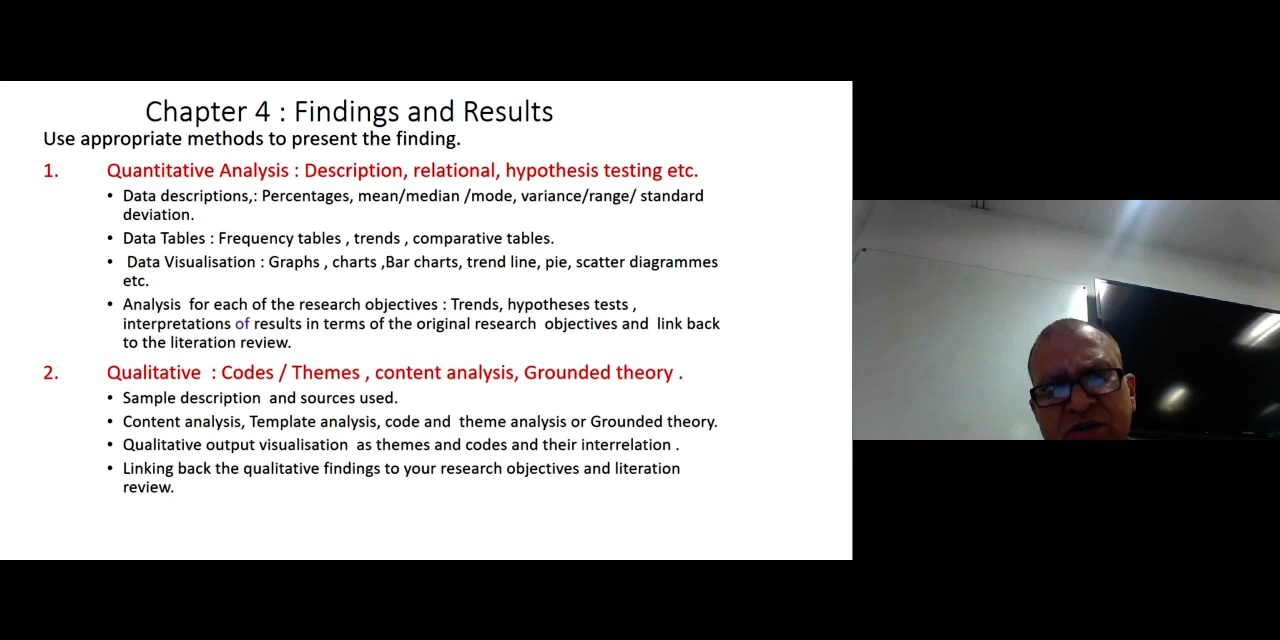 Chapter 4 : Findings and Results
Use appropriate methods to present the finding.
1. Quantitative Analysis : Description, relational, hypothesis testing etc.
• Data descriptions,: Percentages, mean/median /mode, variance/range/ standard
deviation.
• Data Tables : Frequency tables , trends , comparative tables.
• Data Visualisation : Graphs , charts ,Bar charts, trend line, pie, scatter diagrammes
etc.
• Analysis for each of the research objectives : Trends, hypotheses tests ,
interpretations of results in terms of the original research objectives and link back
to the literation review.
2. Qualitative : Codes / Themes , content analysis, Grounded theory .
• Sample description and sources used.
• Content analysis, Template analysis, code and theme analysis or Grounded theory.
• Qualitative output visualisation as themes and codes and their interrelation .
• Linking back the qualitative findings to your research objectives and literation
review.